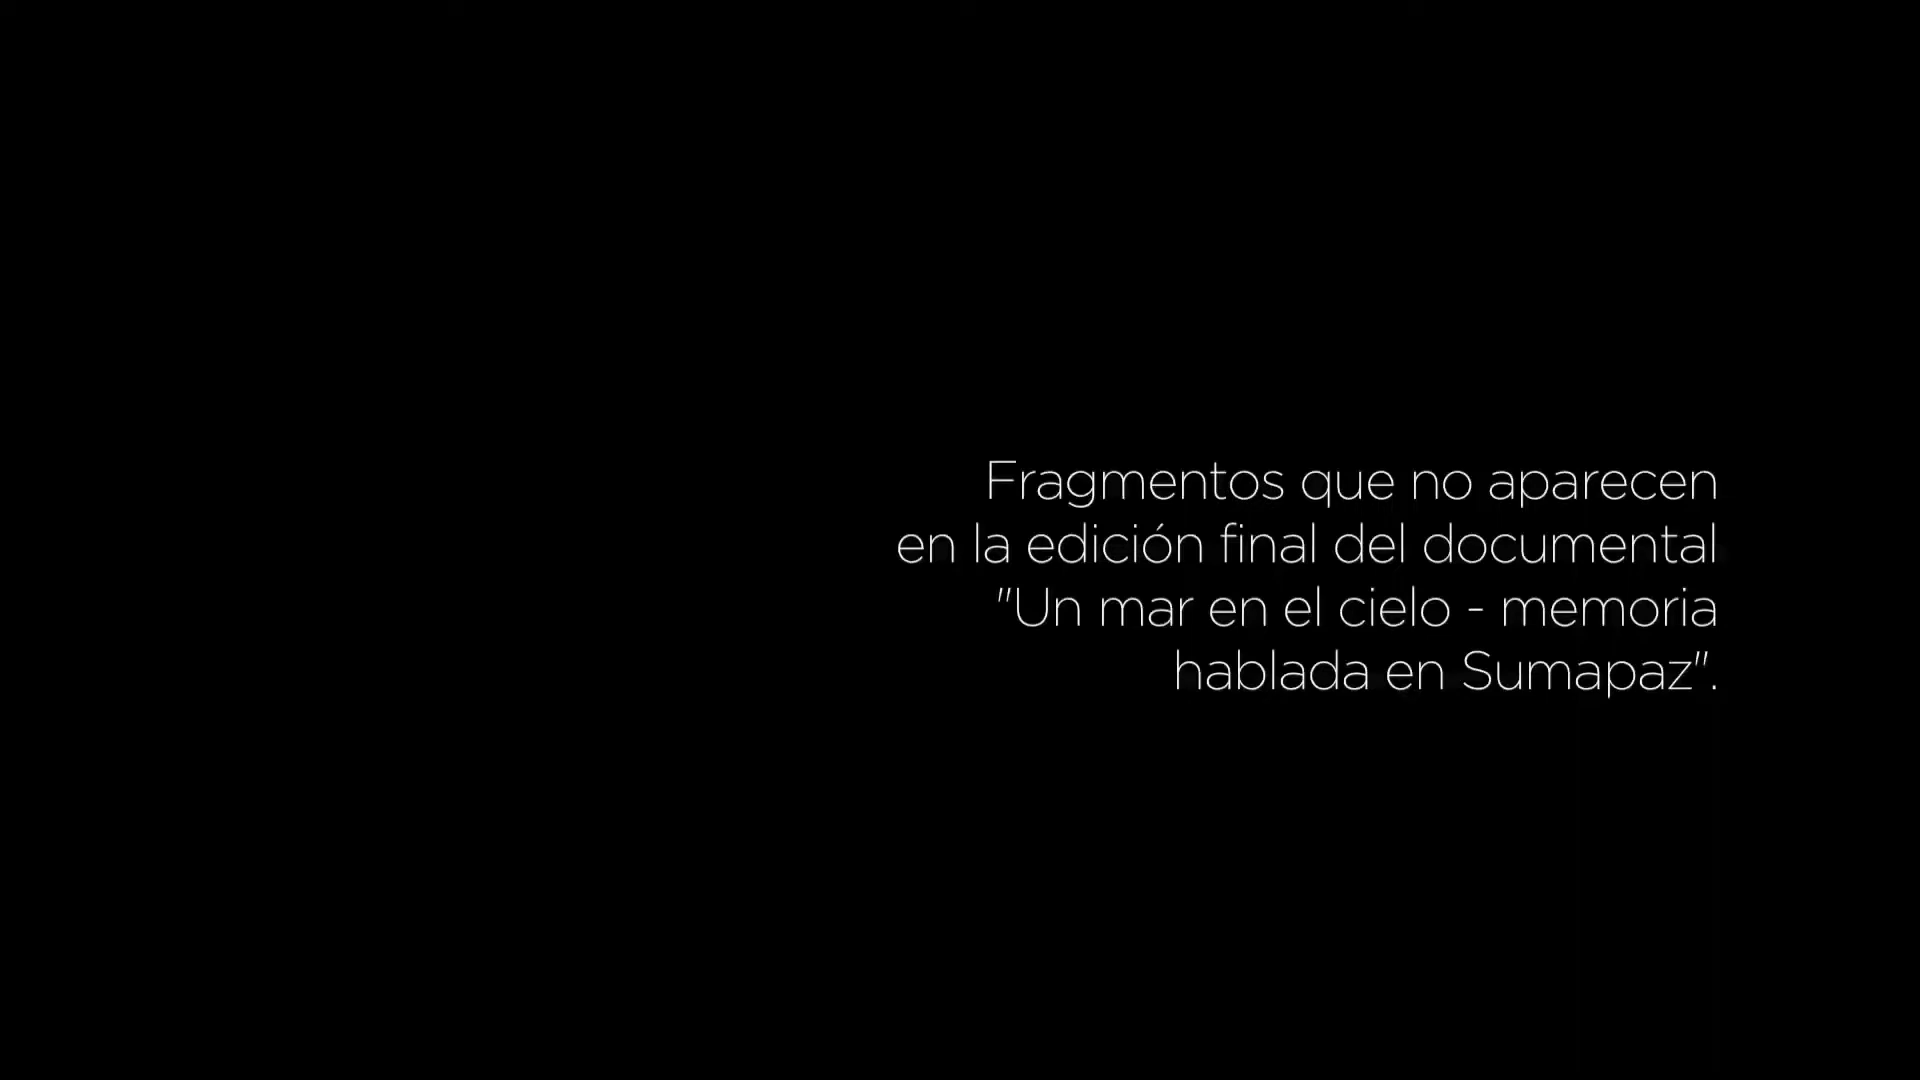 Fragmentos que no aparecen
en la edición final del documental
"Un mar en el cielo - memoria
hablada en Sumapaz".